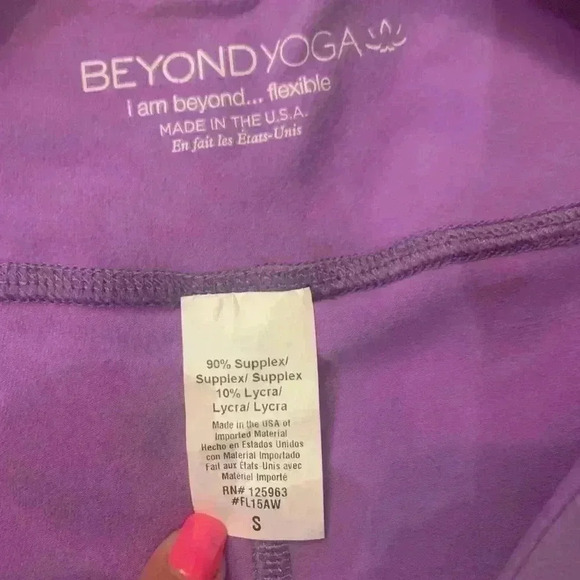 BEYONDYOGA
I am beyond... flexible
MADE IN THE U.S.A.
En fait les États-Unis
90% Supplex/
Supplex/ Supplex
10% Lycra/
Lycra/ Lycra
Made in the USA of
Imported Material
Hecho en Estados Unidos
con Material Importado
Fait aux États-Unis avec
Matériel Importé
RN# 125963
#FL15AW
S